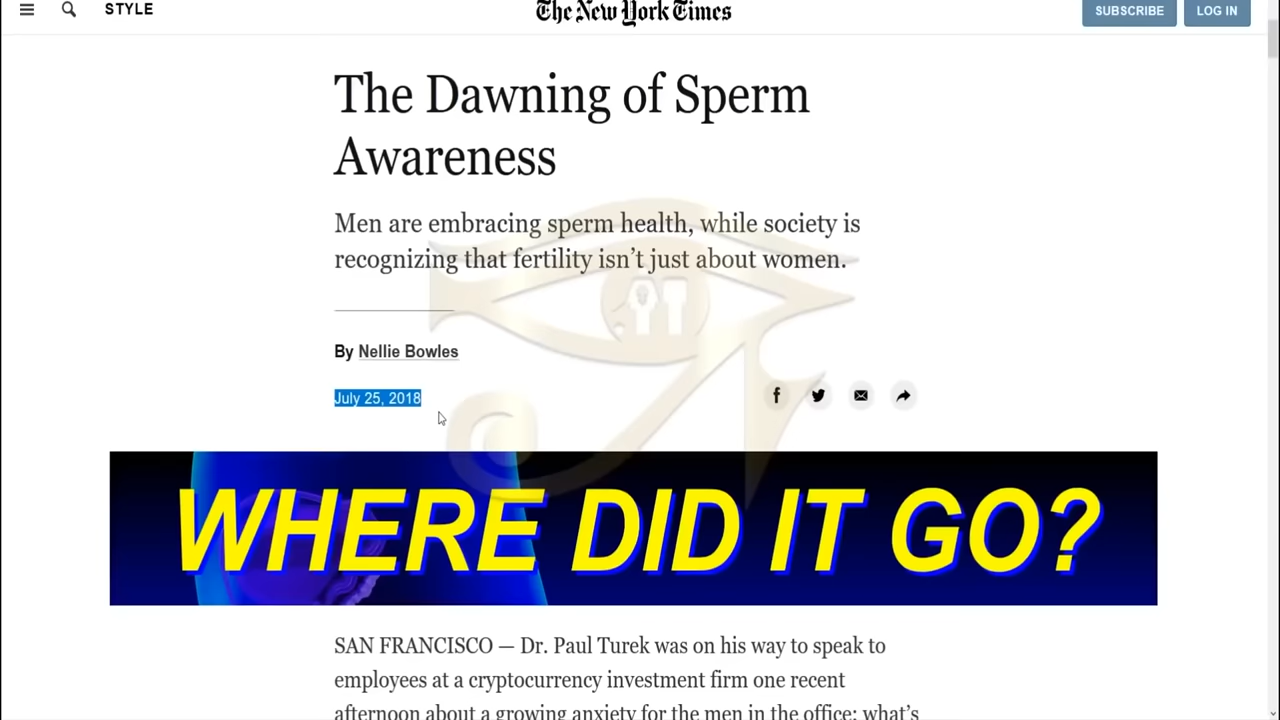 STYLE
The New York Times
SUBSCRIBE
LOG IN
The Dawning of Sperm
Awareness
Men are embracing sperm health, while society is
recognizing that fertility isn't just about women.
By Nellie Bowles
July 25, 2018
WHERE DID IT GO?
SAN FRANCISCO — Dr. Paul Turek was on his way to speak to
employees at a cryptocurrency investment firm one recent
afternoon about a growing anxiety for the men in the office: what's